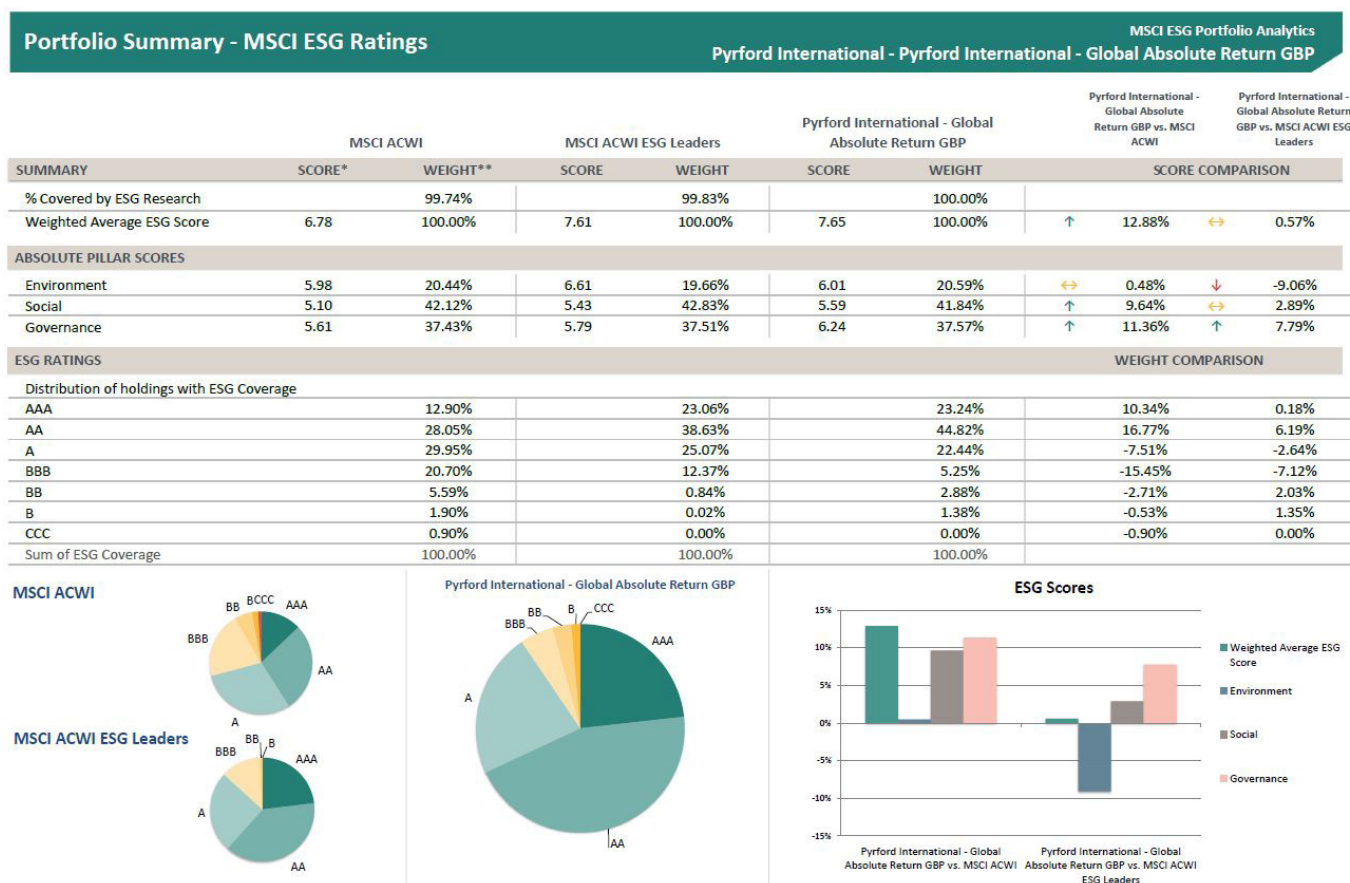 Portfolio Summary - MSCI ESG Ratings
MSCI ESG Portfolio Analytics
Pyrford International - Pyrford International - Global Absolute Return GBP
MSCI ACWI
MSCI ACWI ESG Leaders
Pyrford International - Global
Absolute Return GBP
Pyrford International -
Global Absolute
Return GBP vs. MSCI
ACWI
Pyrford International -
Global Absolute Return
GBP vs. MSCI ACWI ESG
Leaders
SUMMARY SCORE* WEIGHT** SCORE WEIGHT SCORE WEIGHT SCORE COMPARISON
% Covered by ESG Research 99.74% 99.83% 100.00%
Weighted Average ESG Score 6.78 100.00% 7.61 100.00% 7.65 100.00% ↑ 12.88% ↔ 0.57%
ABSOLUTE PILLAR SCORES
Environment 5.98 20.44% 6.61 19.66% 6.01 20.59% ↔ 0.48% ↓ -9.06%
Social 5.10 42.12% 5.43 42.83% 5.59 41.84% ↑ 9.64% ↔ 2.89%
Governance 5.61 37.43% 5.79 37.51% 6.24 37.57% ↑ 11.36% ↑ 7.79%
ESG RATINGS WEIGHT COMPARISON
Distribution of holdings with ESG Coverage
AAA 12.90% 23.06% 23.24% 10.34% 0.18%
AA 28.05% 38.63% 44.82% 16.77% 6.19%
A 29.95% 25.07% 22.44% -7.51% -2.64%
BBB 20.70% 12.37% 5.25% -15.45% -7.12%
BB 5.59% 0.84% 2.88% -2.71% 2.03%
B 1.90% 0.02% 1.38% -0.53% 1.35%
CCC 0.90% 0.00% 0.00% -0.90% 0.00%
Sum of ESG Coverage 100.00% 100.00% 100.00%
MSCI ACWI
BB BCCC AAA
BBB
AA
A
MSCI ACWI ESG Leaders
BB B
BBB AAA
A
AA
Pyrford International - Global Absolute Return GBP
BB B CCC
BBB
AAA
A
AA
ESG Scores
15%
10%
5%
0%
-5%
-10%
-15%
Pyrford International - Global
Absolute Return GBP vs. MSCI ACWI
Pyrford International - Global
Absolute Return GBP vs. MSCI ACWI
ESG Leaders
Weighted Average ESG
Score
Environment
Social
Governance